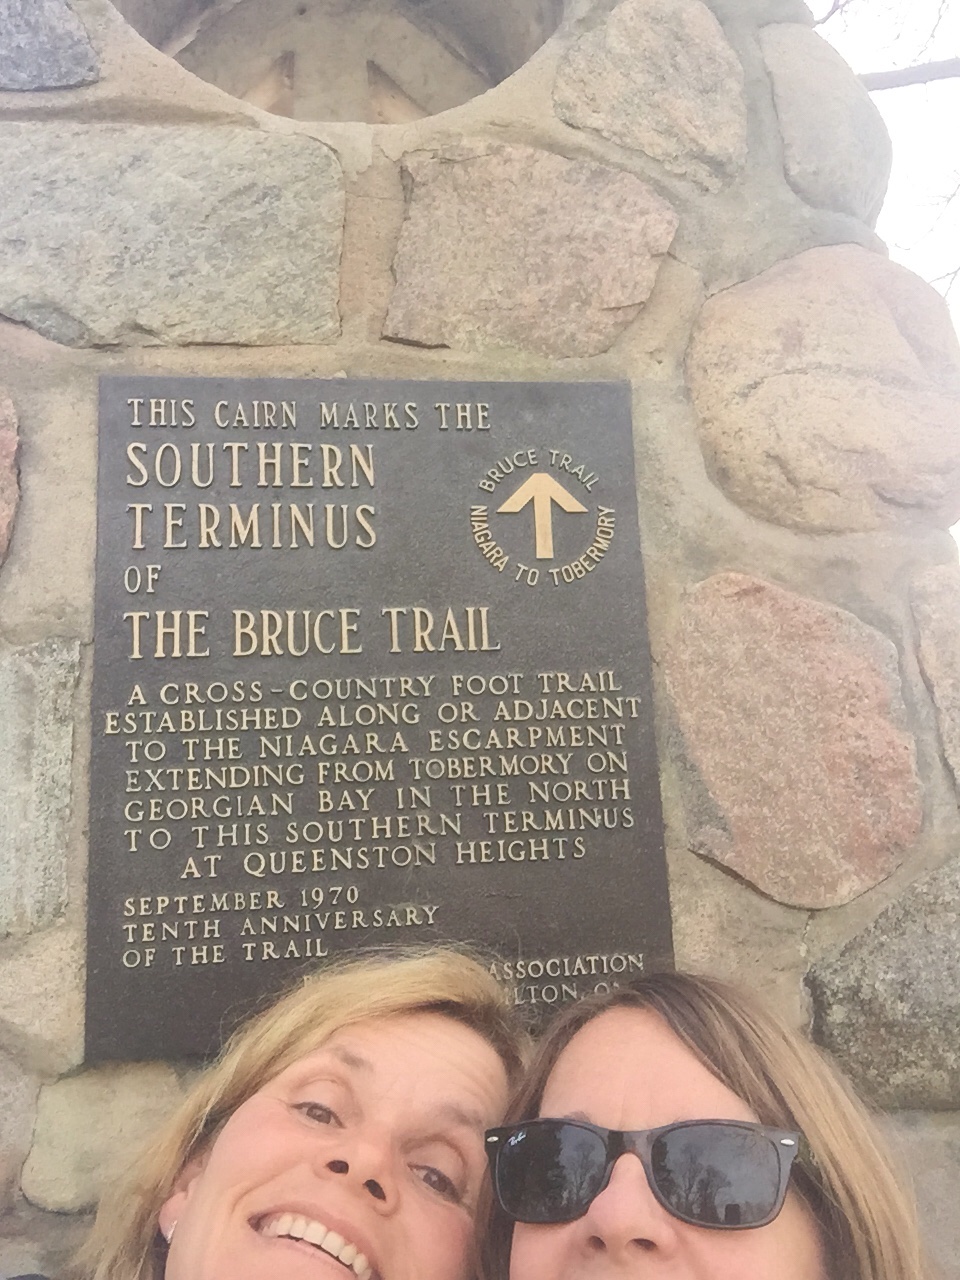 THIS CAIRN MARKS THE
SOUTHERN
TERMINUS
OF
THE BRUCE TRAIL
BRUCE TRAIL
NIAGARA TO TOBERMORY
A CROSS-COUNTRY FOOT TRAIL
ESTABLISHED ALONG OR ADJACENT
TO THE NIAGARA ESCARPMENT
EXTENDING FROM TOBERMORY ON
GEORGIAN BAY IN THE NORTH
TO THIS SOUTHERN TERMINUS
AT QUEENSTON HEIGHTS
SEPTEMBER 1970
TENTH ANNIVERSARY
OF THE TRAIL
ASSOCIATION
Ray-Ban